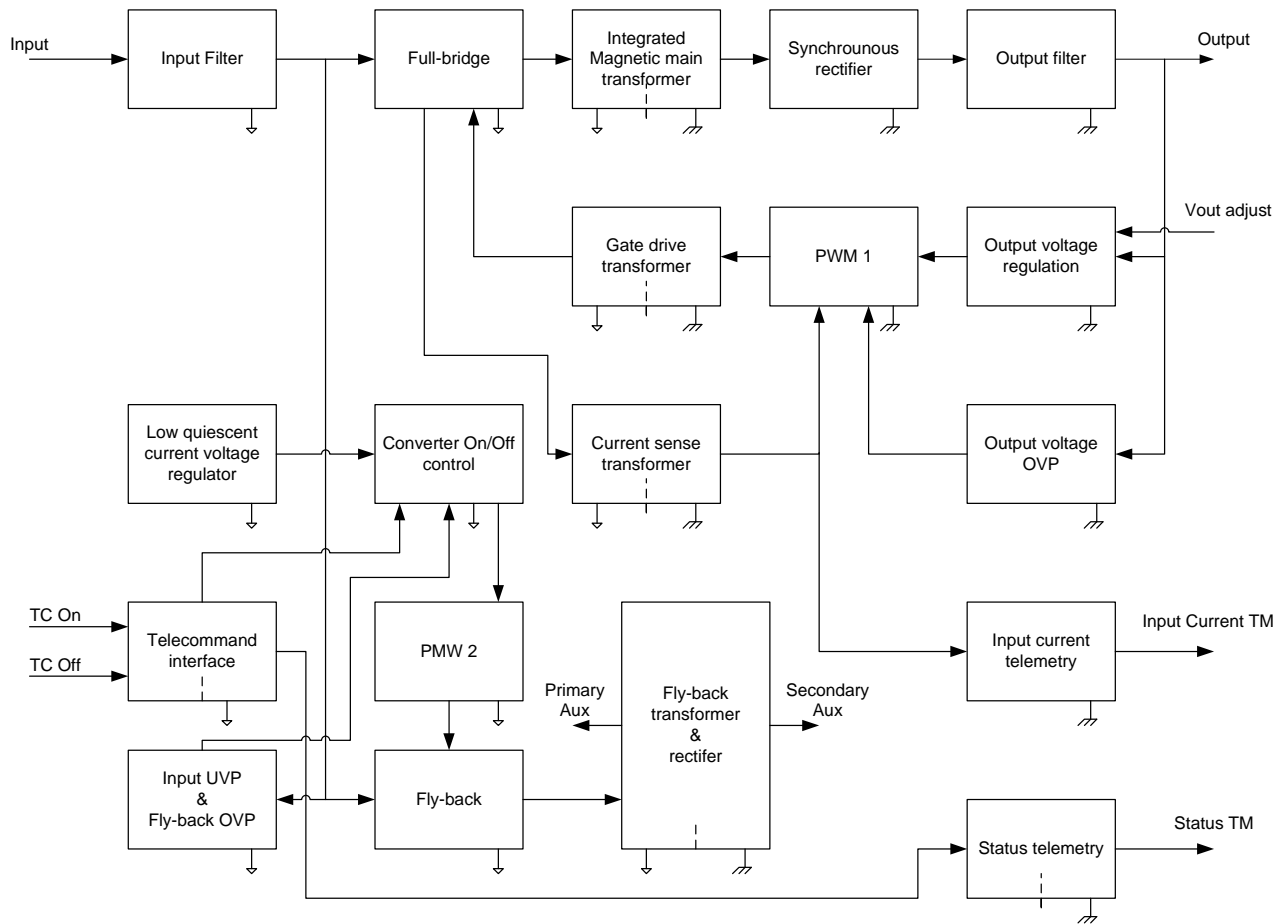 Input
Input Filter
Full-bridge
Integrated
Magnetic main
transformer
Synchrounous
rectifier
Output filter
Output
Gate drive
transformer
PWM 1
Output voltage
regulation
Vout adjust
Low quiescent
current voltage
regulator
Converter On/Off
control
Current sense
transformer
Output voltage
OVP
TC On
TC Off
Telecommand
interface
PMW 2
Primary
Aux
Fly-back
transformer
&
rectifer
Secondary
Aux
Input current
telemetry
Input Current TM
Input UVP
&
Fly-back OVP
Fly-back
Status telemetry
Status TM